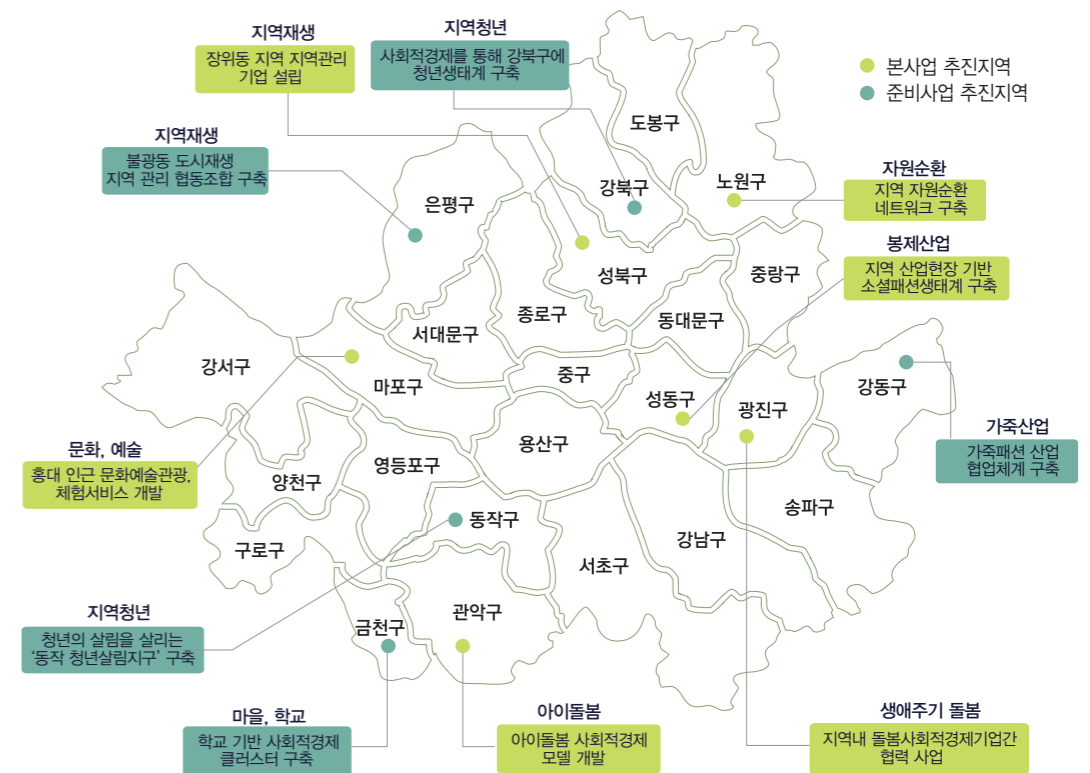 지역재생
장위동 지역 지역관리
기업 설립
지역청년
사회적경제를 통해 강북구에
청년생태계 구축
본사업 추진지역
준비사업 추진지역
지역재생
불광동 도시재생
지역 관리 협동조합 구축
자원순환
지역 자원순환
네트워크 구축
봉제산업
지역 산업현장 기반
소셜패션생태계 구축
도봉구
강북구
노원구
은평구
성북구
중랑구
종로구
동대문구
서대문구
강서구
마포구
중구
성동구
광진구
강동구
용산구
영등포구
양천구
동작구
송파구
강남구
구로구
서초구
관악구
금천구
문화, 예술
홍대 인근 문화예술관광,
체험서비스 개발
가죽산업
가죽패션 산업
협업체계 구축
지역청년
청년의 살림을 살리는
‘동작 청년살림지구’ 구축
마을, 학교
학교 기반 사회적경제
클러스터 구축
아이돌봄
아이돌봄 사회적경제
모델 개발
생애주기 돌봄
지역내 돌봄사회적경제기업간
협력 사업